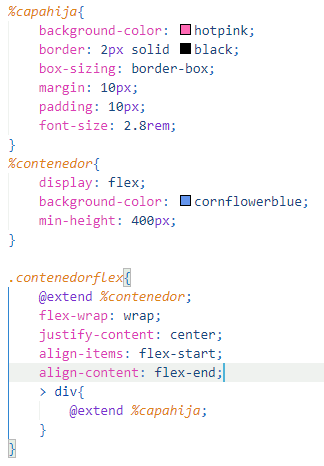 %capahija{
background-color: hotpink;
border: 2px solid black;
box-sizing: border-box;
margin: 10px;
padding: 10px;
font-size: 2.8rem;
}
%contenedor{
display: flex;
background-color: cornflowerblue;
min-height: 400px;
}
.contenedorflex{
@extend %contenedor;
flex-wrap: wrap;
justify-content: center;
align-items: flex-start;
align-content: flex-end;
> div{
@extend %capahija;
}
}